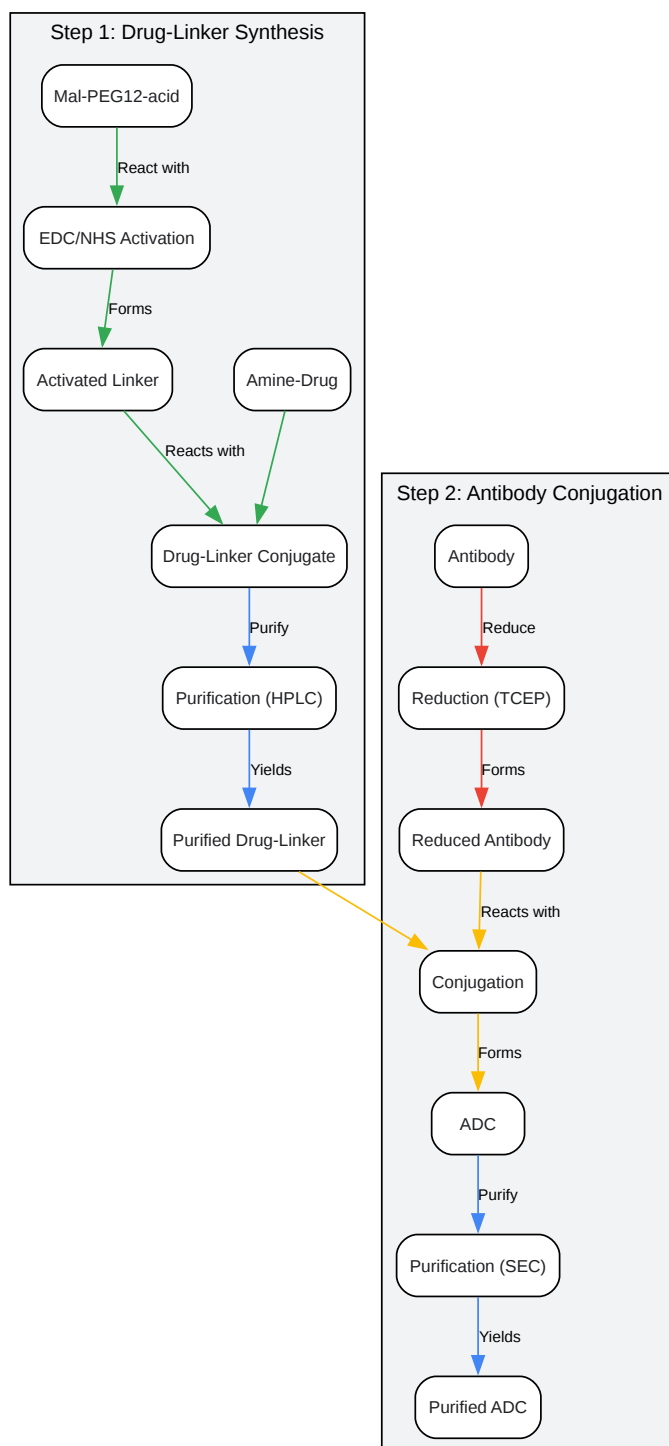 Step 1: Drug-Linker Synthesis
Mal-PEG12-acid
React with
EDC/NHS Activation
Forms
Activated Linker
Amine-Drug
Reacts with
Drug-Linker Conjugate
Purify
Purification (HPLC)
Yields
Purified Drug-Linker
Step 2: Antibody Conjugation
Antibody
Reduce
Reduction (TCEP)
Forms
Reduced Antibody
Reacts with
Conjugation
Forms
ADC
Purify
Purification (SEC)
Yields
Purified ADC